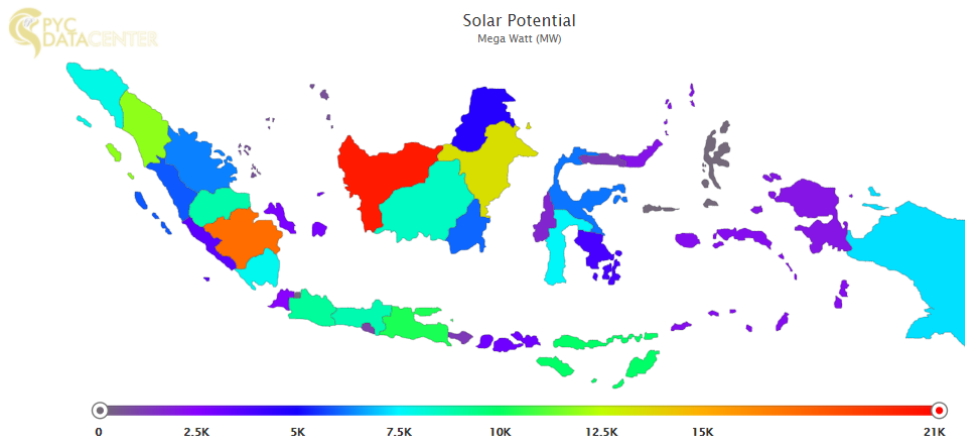 PYC
DATACENTER
Solar Potential
Mega Watt (MW)
0 2.5K 5K 7.5K 10K 12.5K 15K 21K